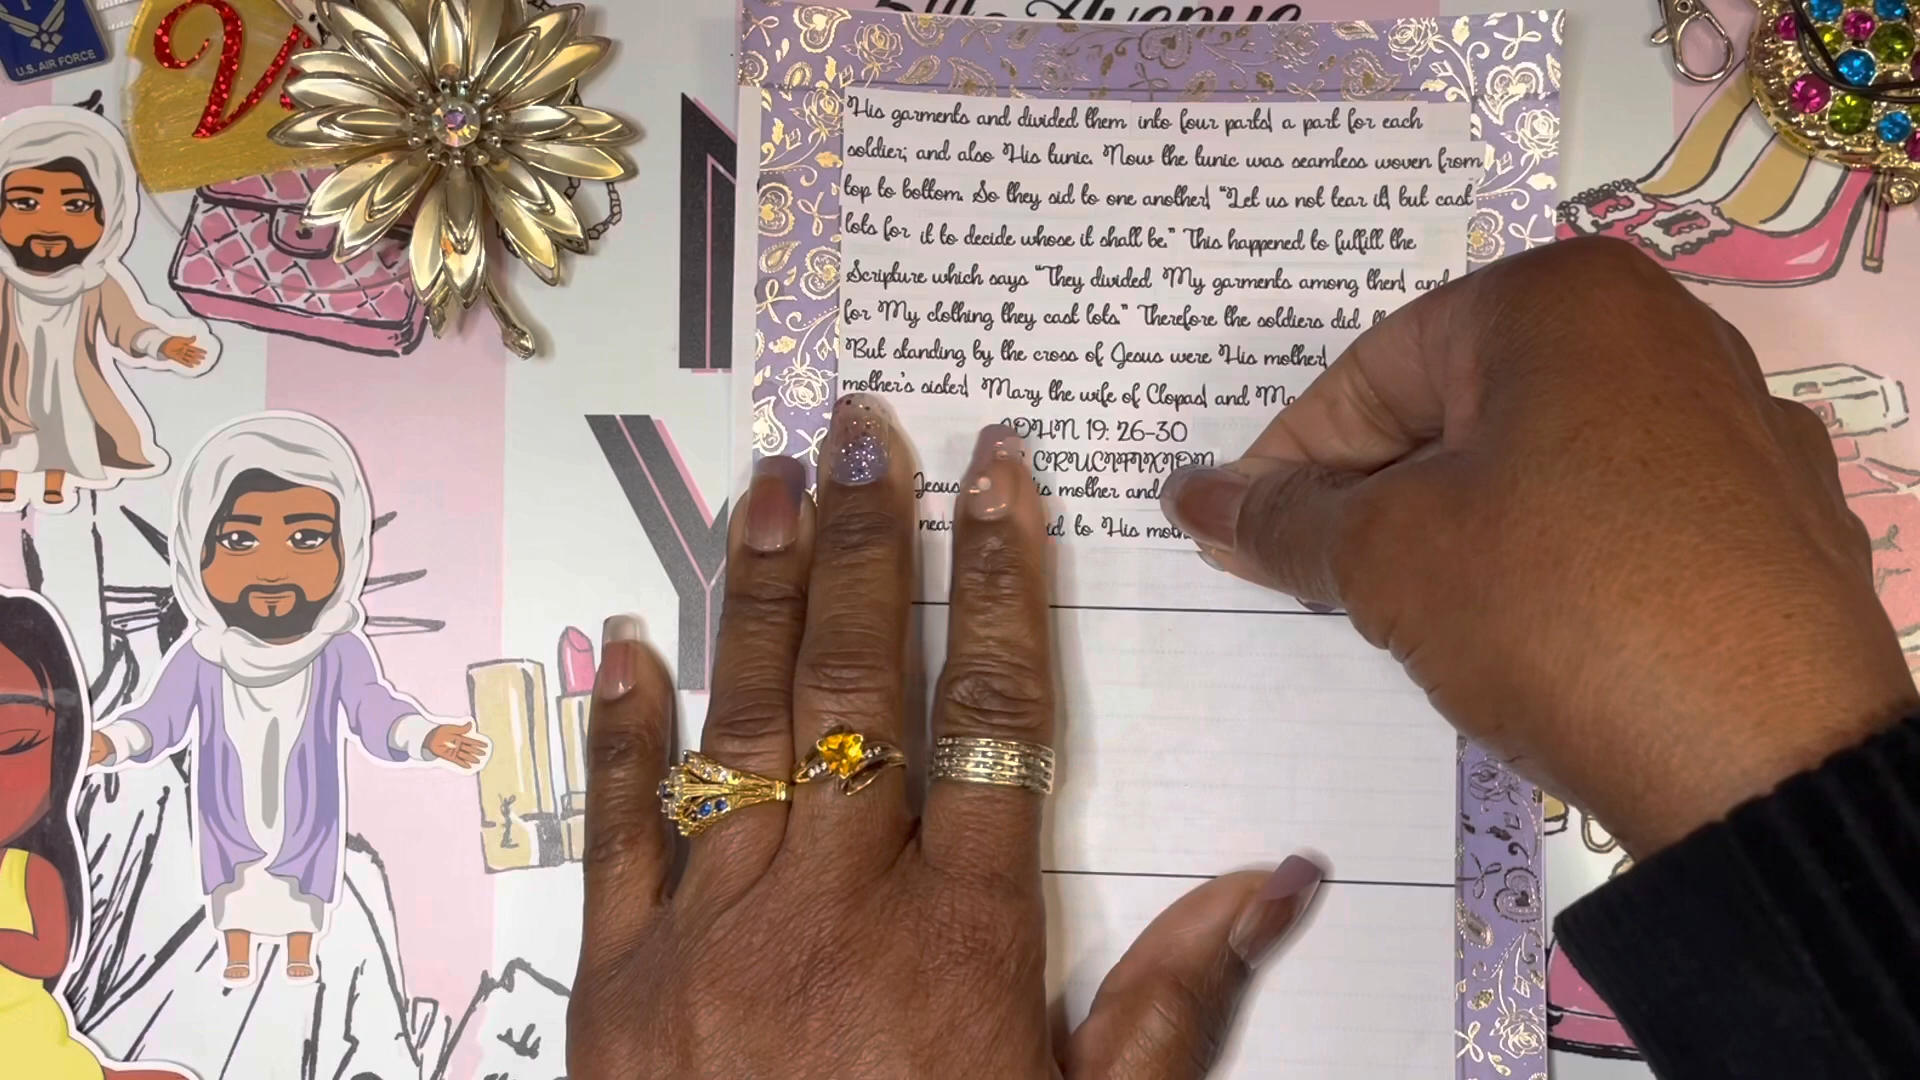 U.S. AIR FORCE
5th Avenue
His garments and divided them into four parts, a part for each
soldier; and also His tunic. Now the tunic was seamless woven from
top to bottom. So they sid to one another, "Let us not tear it, but cast
lots for it to decide whose it shall be." This happened to fulfill the
Scripture which says "They divided My garments among them, and
for My clothing they cast lots." Therefore the soldiers did
But standing by the cross of Jesus were His mother,
mother's sister, Mary the wife of Clopas, and
JOHN 19: 26-30
CRUCIFIXION
Jesus mother and
to His